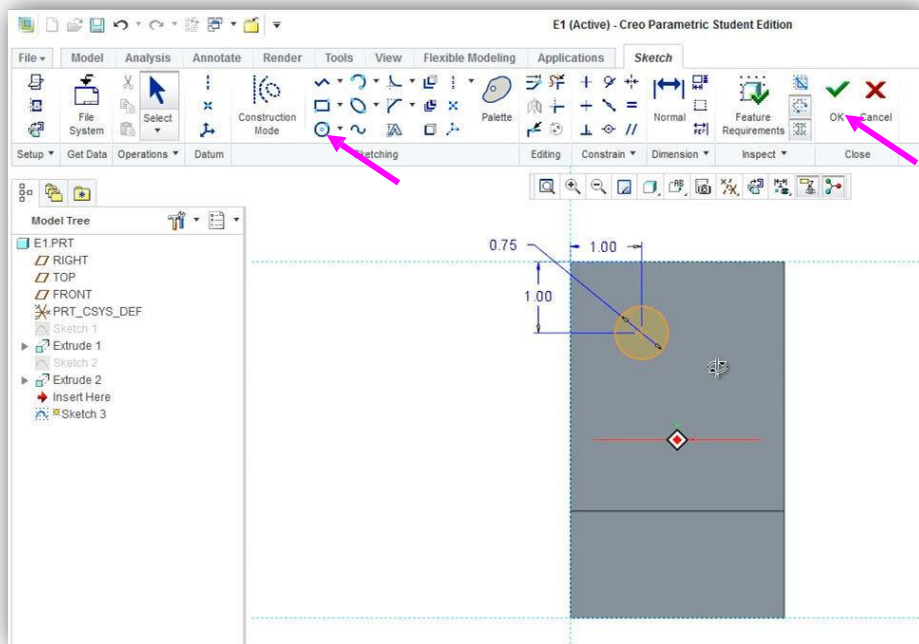 E1 (Active) - Creo Parametric Student Edition
File Model Analysis Annotate Render Tools View Flexible Modeling Applications Sketch
File System
Select
Construction Mode
Palette
Normal
Feature Requirements
OK Cancel
Setup Get Data Operations Datum Sketching Editing Constrain Dimension Inspect Close
Model Tree
E1.PRT
RIGHT
TOP
FRONT
PRT_CSYS_DEF
Sketch 1
Extrude 1
Sketch 2
Extrude 2
Insert Here
Sketch 3
0.75
1.00
1.00